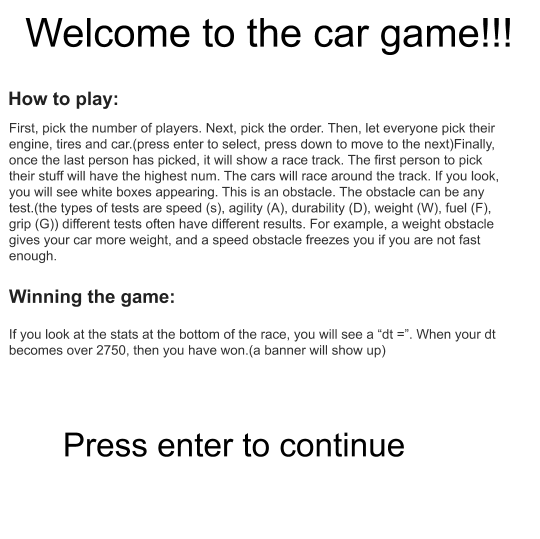 Welcome to the car game!!!
How to play:
First, pick the number of players. Next, pick the order. Then, let everyone pick their
engine, tires and car.(press enter to select, press down to move to the next)Finally,
once the last person has picked, it will show a race track. The first person to pick
their stuff will have the highest num. The cars will race around the track. If you look,
you will see white boxes appearing. This is an obstacle. The obstacle can be any
test.(the types of tests are speed (s), agility (A), durability (D), weight (W), fuel (F),
grip (G)) different tests often have different results. For example, a weight obstacle
gives your car more weight, and a speed obstacle freezes you if you are not fast
enough.
Winning the game:
If you look at the stats at the bottom of the race, you will see a “dt =”. When your dt
becomes over 2750, then you have won.(a banner will show up)
Press enter to continue